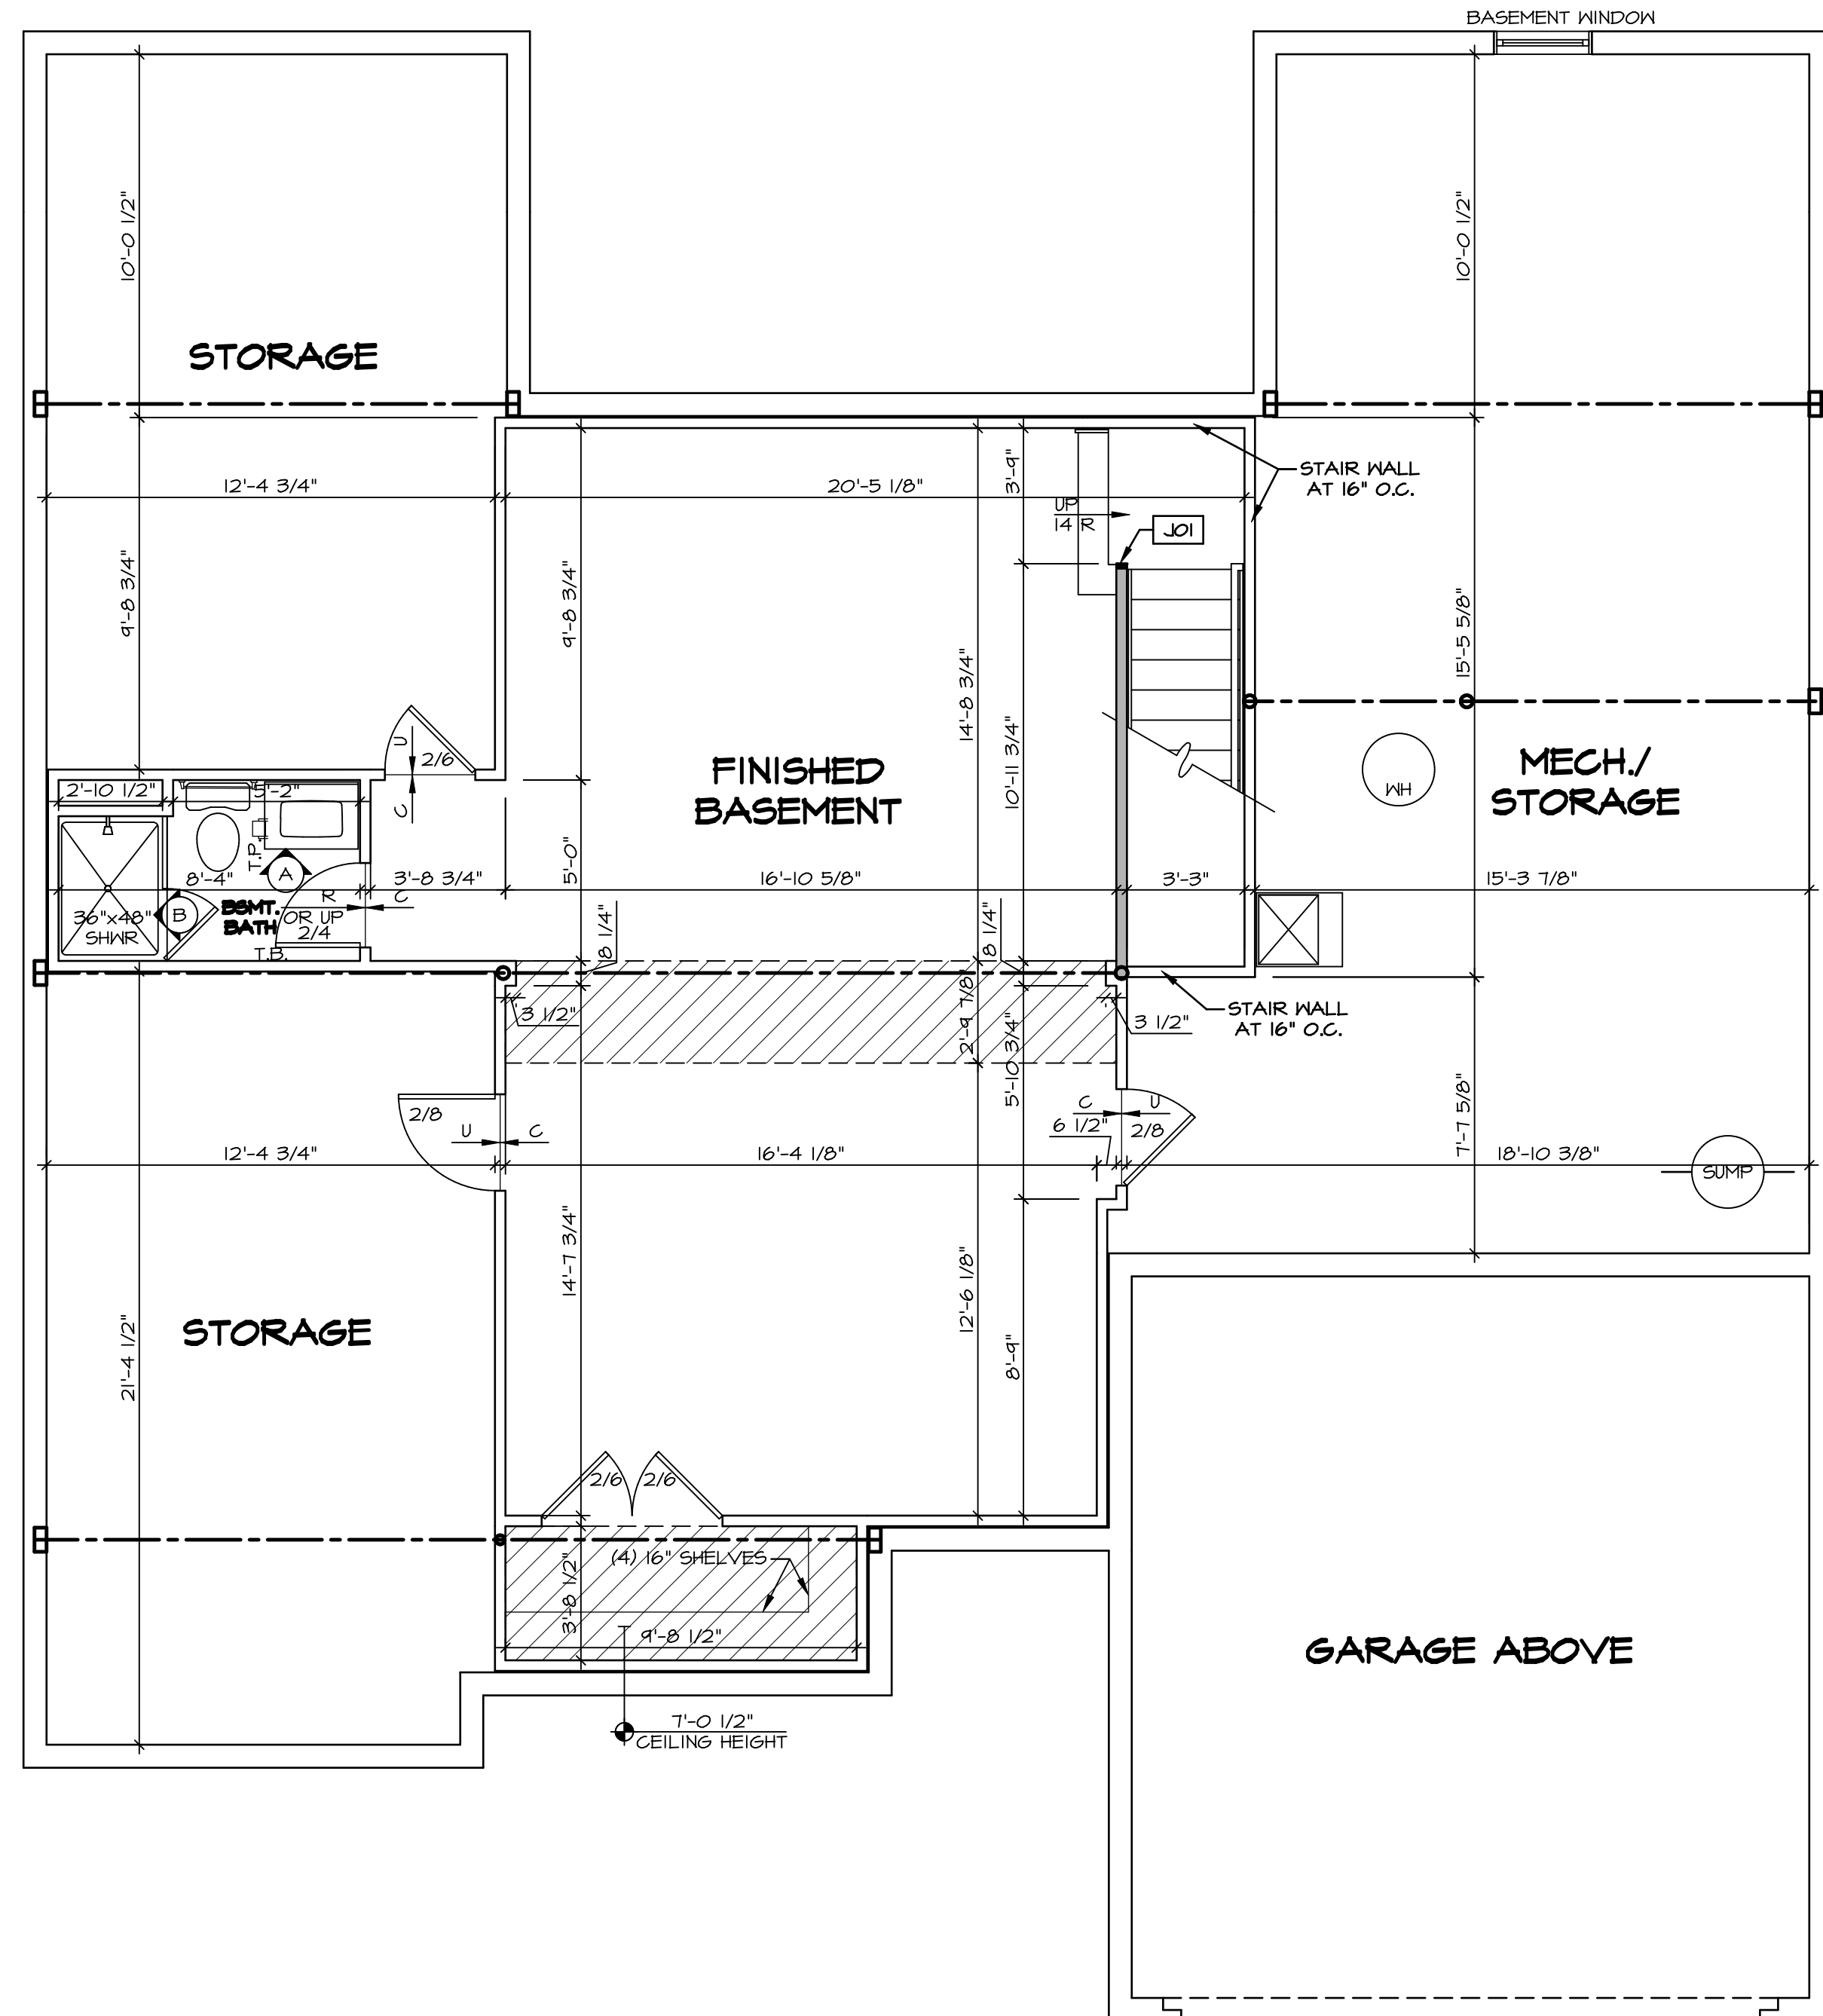 BASEMENT WINDOW
10'-0 1/2"
10'-0 1/2"
STORAGE
STAIR WALL
AT 16" O.C.
12'-4 3/4"
20'-5 1/8"
3'-9"
UP
14 R
J01
9'-8 3/4"
9'-8 3/4"
14'-8 3/4"
10'-11 3/4"
15'-5 5/8"
U
2/6
C
FINISHED
BASEMENT
MECH./
STORAGE
WH
2'-10 1/2"
5'-2"
T.P.
A
8'-4"
R
C
3'-8 3/4"
5'-0"
16'-10 5/8"
3'-3"
15'-3 7/8"
36"x48"
SHWR
B
BSMT.
BATH
OR UP
2/4
T.B.
8 1/4"
8 1/4"
3 1/2"
2'-9 7/8"
5'-10 3/4"
3 1/2"
STAIR WALL
AT 16" O.C.
2/8
U
C
C
U
6 1/2"
2/8
7'-7 5/8"
12'-4 3/4"
16'-4 1/8"
18'-10 3/8"
SUMP
14'-7 3/4"
12'-6 1/8"
8'-9"
STORAGE
21'-4 1/2"
2/6
2/6
(4) 16" SHELVES
3'-8 1/2"
9'-8 1/2"
GARAGE ABOVE
7'-0 1/2"
CEILING HEIGHT